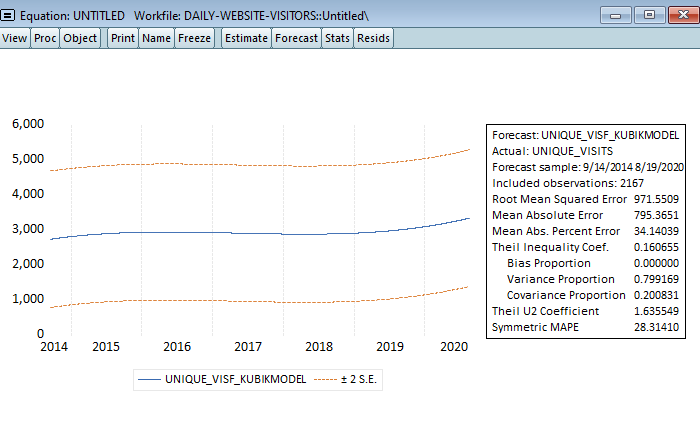 Equation: UNTITLED Workfile: DAILY-WEBSITE-VISITORS::Untitled\
View Proc Object Print Name Freeze Estimate Forecast Stats Resids
6,000
5,000
4,000
3,000
2,000
1,000
0
2014 2015 2016 2017 2018 2019 2020
UNIQUE_VISF_KUBIKMODEL ± 2 S.E.
Forecast: UNIQUE_VISF_KUBIKMODEL
Actual: UNIQUE_VISITS
Forecast sample: 9/14/2014 8/19/2020
Included observations: 2167
Root Mean Squared Error 971.5509
Mean Absolute Error 795.3651
Mean Abs. Percent Error 34.14039
Theil Inequality Coef. 0.160655
Bias Proportion 0.000000
Variance Proportion 0.799169
Covariance Proportion 0.200831
Theil U2 Coefficient 1.635549
Symmetric MAPE 28.31410